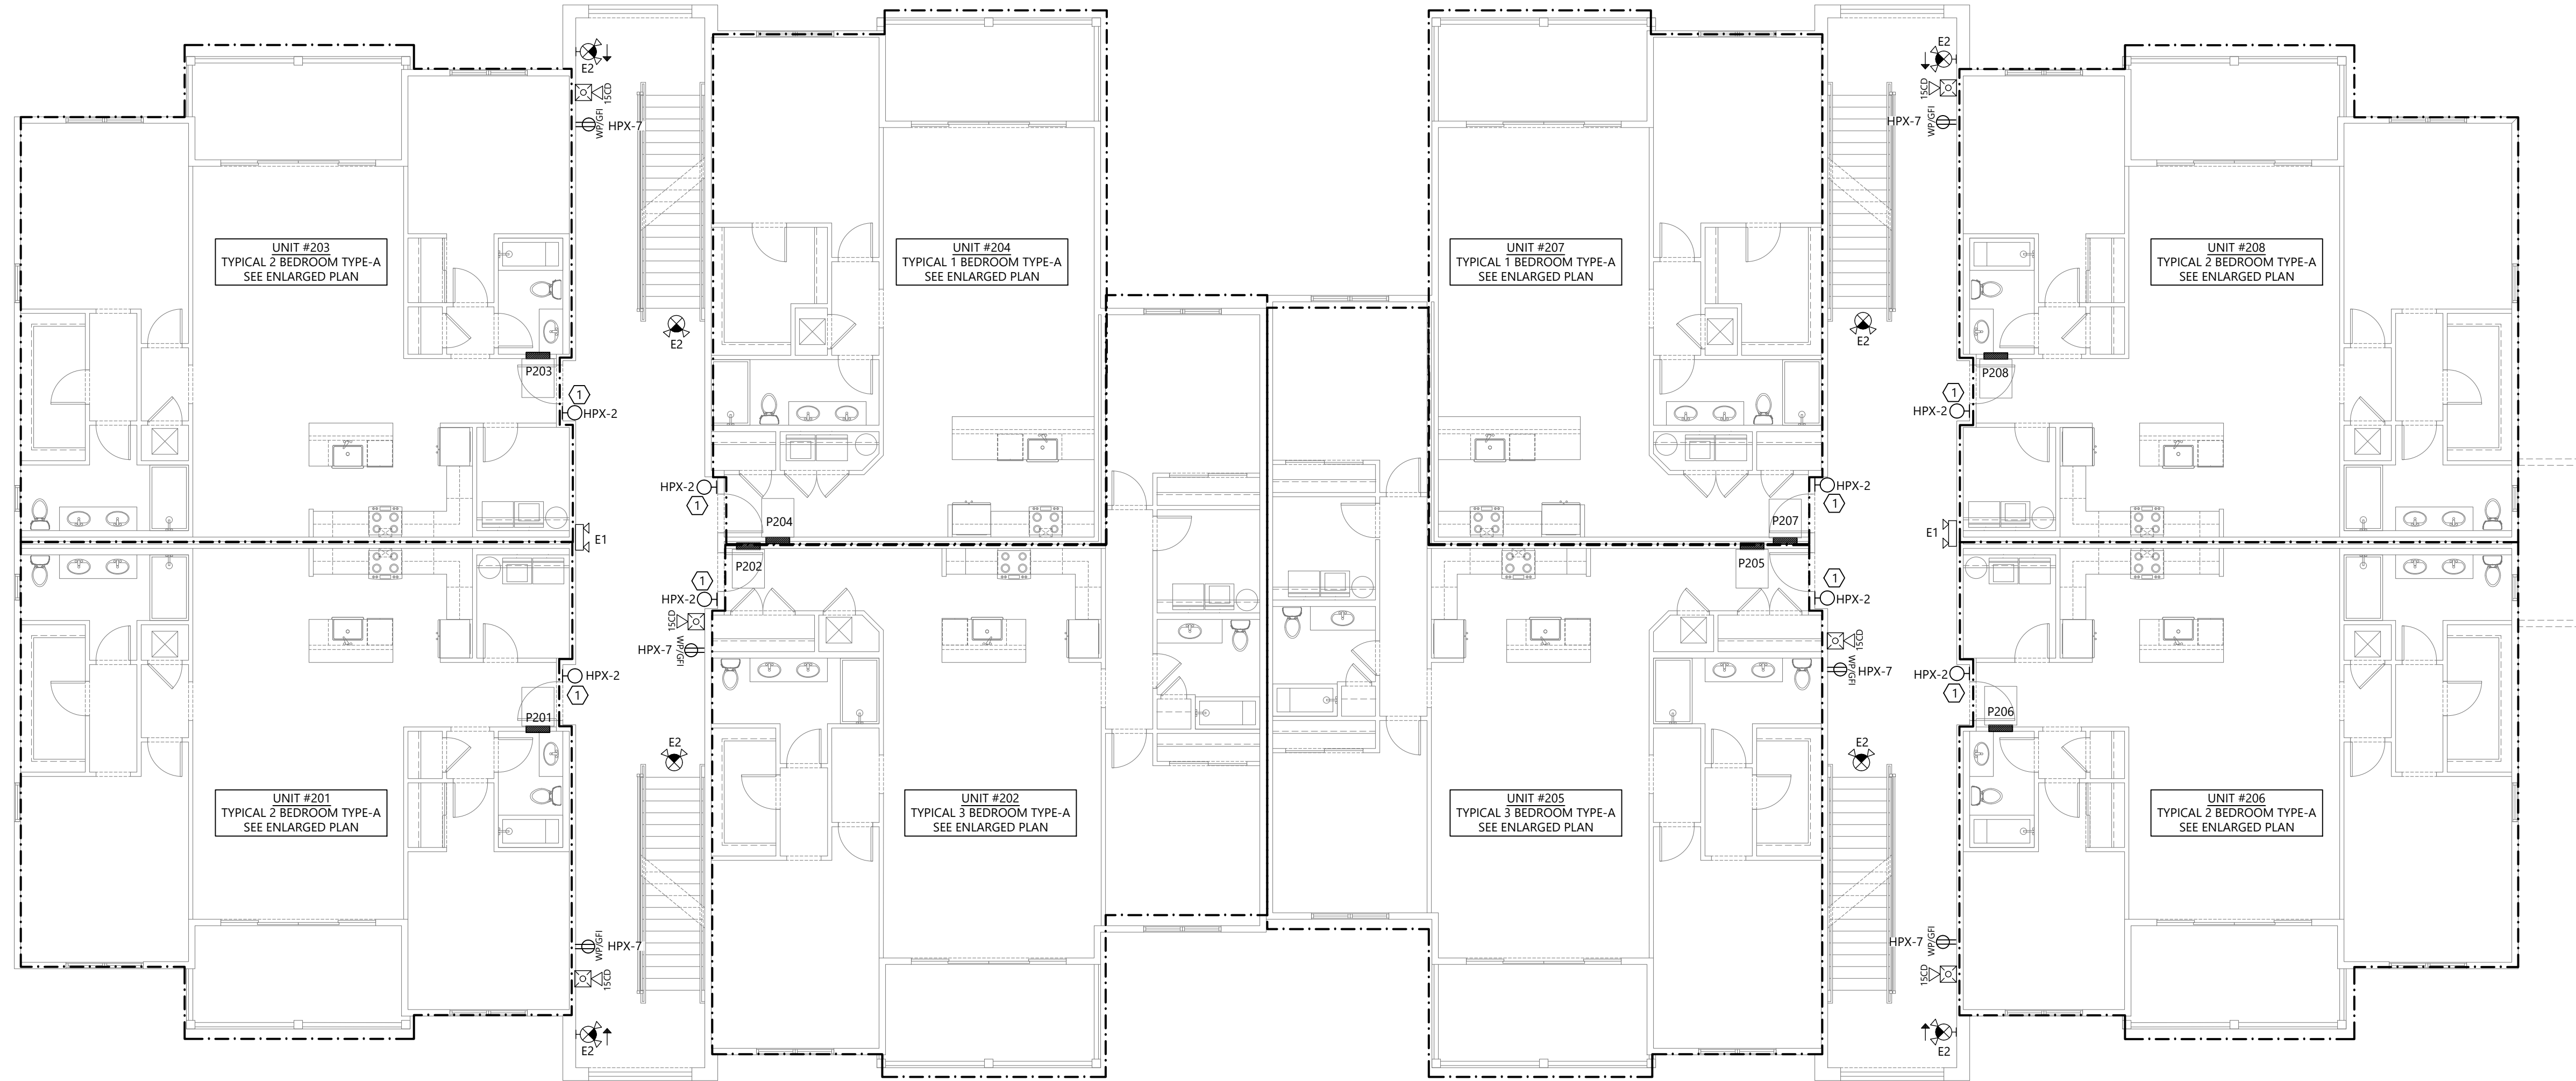 E2
15CD
WP/GFI
HPX-7
UNIT #203
TYPICAL 2 BEDROOM TYPE-A
SEE ENLARGED PLAN
E2
P203
1
HPX-2
E1
UNIT #204
TYPICAL 1 BEDROOM TYPE-A
SEE ENLARGED PLAN
HPX-2
1
P204
UNIT #207
TYPICAL 1 BEDROOM TYPE-A
SEE ENLARGED PLAN
P207
HPX-2
1
E2
E2
15CD
HPX-7
WP/GFI
UNIT #208
TYPICAL 2 BEDROOM TYPE-A
SEE ENLARGED PLAN
P208
1
HPX-2
E1
HPX-2
1
P201
UNIT #201
TYPICAL 2 BEDROOM TYPE-A
SEE ENLARGED PLAN
HPX-7
WP/GFI
15CD
E2
E2
P202
1
HPX-2
15CD
WP/GFI
HPX-7
UNIT #202
TYPICAL 3 BEDROOM TYPE-A
SEE ENLARGED PLAN
P205
1
HPX-2
15CD
WP/GFI
HPX-7
UNIT #205
TYPICAL 3 BEDROOM TYPE-A
SEE ENLARGED PLAN
E2
HPX-2
1
P206
UNIT #206
TYPICAL 2 BEDROOM TYPE-A
SEE ENLARGED PLAN
HPX-7
WP/GFI
15CD
E2